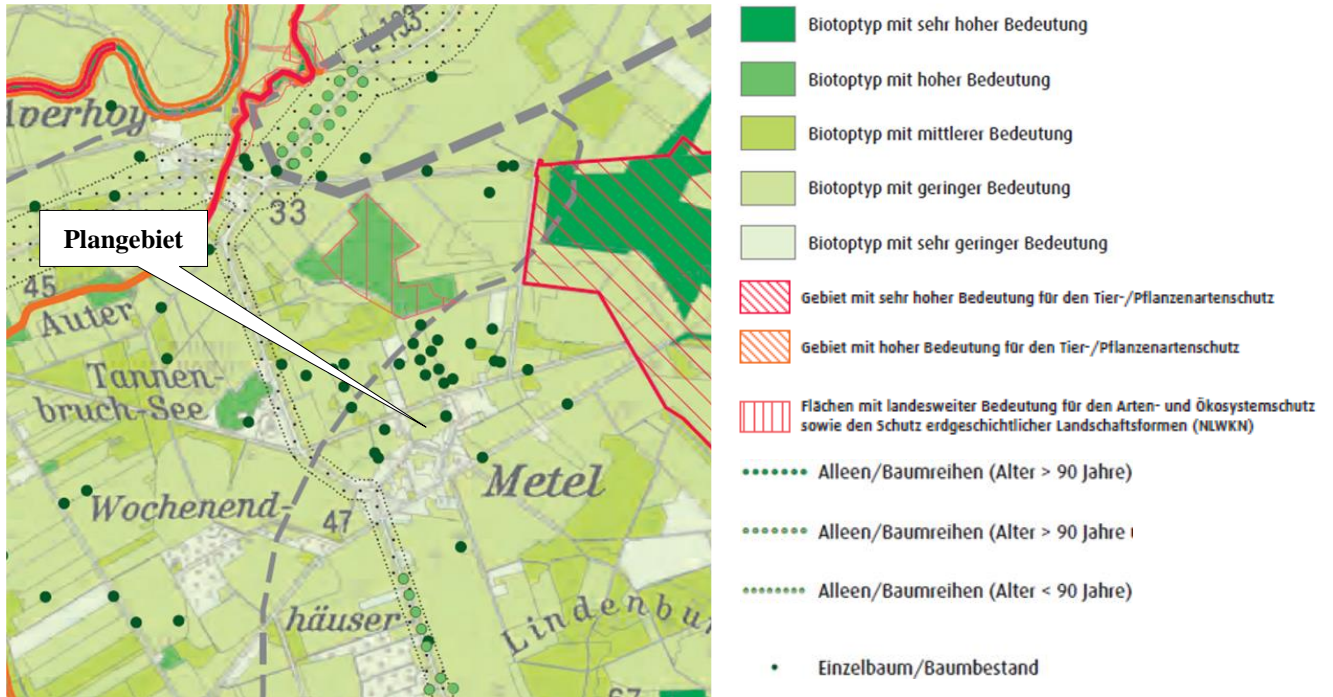 L 193
Averhoy
33
Plangebiet
45
Auter
Tannen-
bruch-See
Metel
Wochenend-
47
häuser
Lindenbu
67
Biotoptyp mit sehr hoher Bedeutung
Biotoptyp mit hoher Bedeutung
Biotoptyp mit mittlerer Bedeutung
Biotoptyp mit geringer Bedeutung
Biotoptyp mit sehr geringer Bedeutung
Gebiet mit sehr hoher Bedeutung für den Tier-/Pflanzenartenschutz
Gebiet mit hoher Bedeutung für den Tier-/Pflanzenartenschutz
Flächen mit landesweiter Bedeutung für den Arten- und Ökosystemschutz
sowie den Schutz erdgeschichtlicher Landschaftsformen (NLWKN)
Alleen/Baumreihen (Alter > 90 Jahre)
Alleen/Baumreihen (Alter > 90 Jahre
Alleen/Baumreihen (Alter < 90 Jahre)
Einzelbaum/Baumbestand